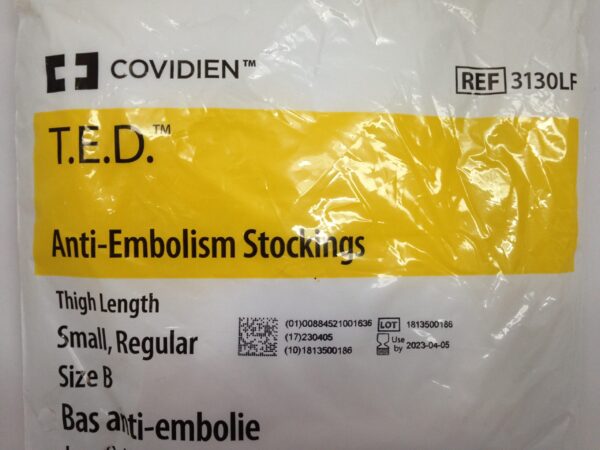 COVIDIEN™
REF 3130LF
T.E.D.™
Anti-Embolism Stockings
Thigh Length
Small, Regular
Size B
(01)00884521001636
(17)230405
(10)1813500186
LOT 1813500186
Use
by 2023-04-05
Bas anti-embolie